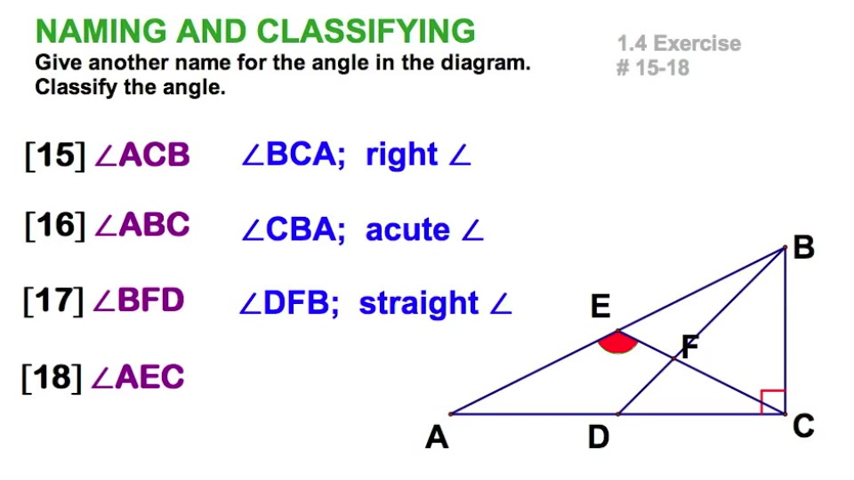 NAMING AND CLASSIFYING
Give another name for the angle in the diagram.
Classify the angle.
1.4 Exercise
# 15-18
[15] ∠ACB ∠BCA; right ∠
[16] ∠ABC ∠CBA; acute ∠
[17] ∠BFD ∠DFB; straight ∠
[18] ∠AEC
B
E
F
A
D
C